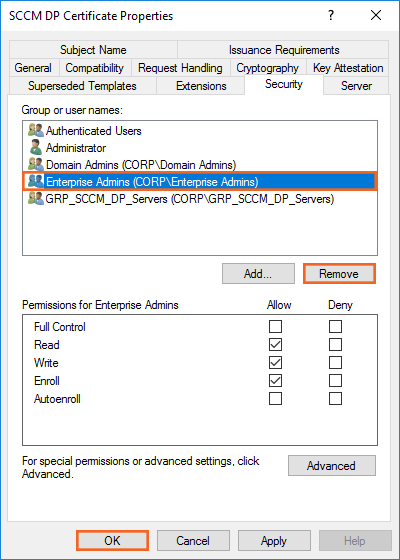 SCCM DP Certificate Properties ? ×
Subject Name Issuance Requirements
General Compatibility Request Handling Cryptography Key Attestation
Superseded Templates Extensions Security Server
Group or user names:
Authenticated Users
Administrator
Domain Admins (CORP\Domain Admins)
Enterprise Admins (CORP\Enterprise Admins)
GRP_SCCM_DP_Servers (CORP\GRP_SCCM_DP_Servers)
Add... Remove
Permissions for Enterprise Admins Allow Deny
Full Control
Read
Write
Enroll
Autoenroll
For special permissions or advanced settings, click
Advanced.
Advanced
OK Cancel Apply Help